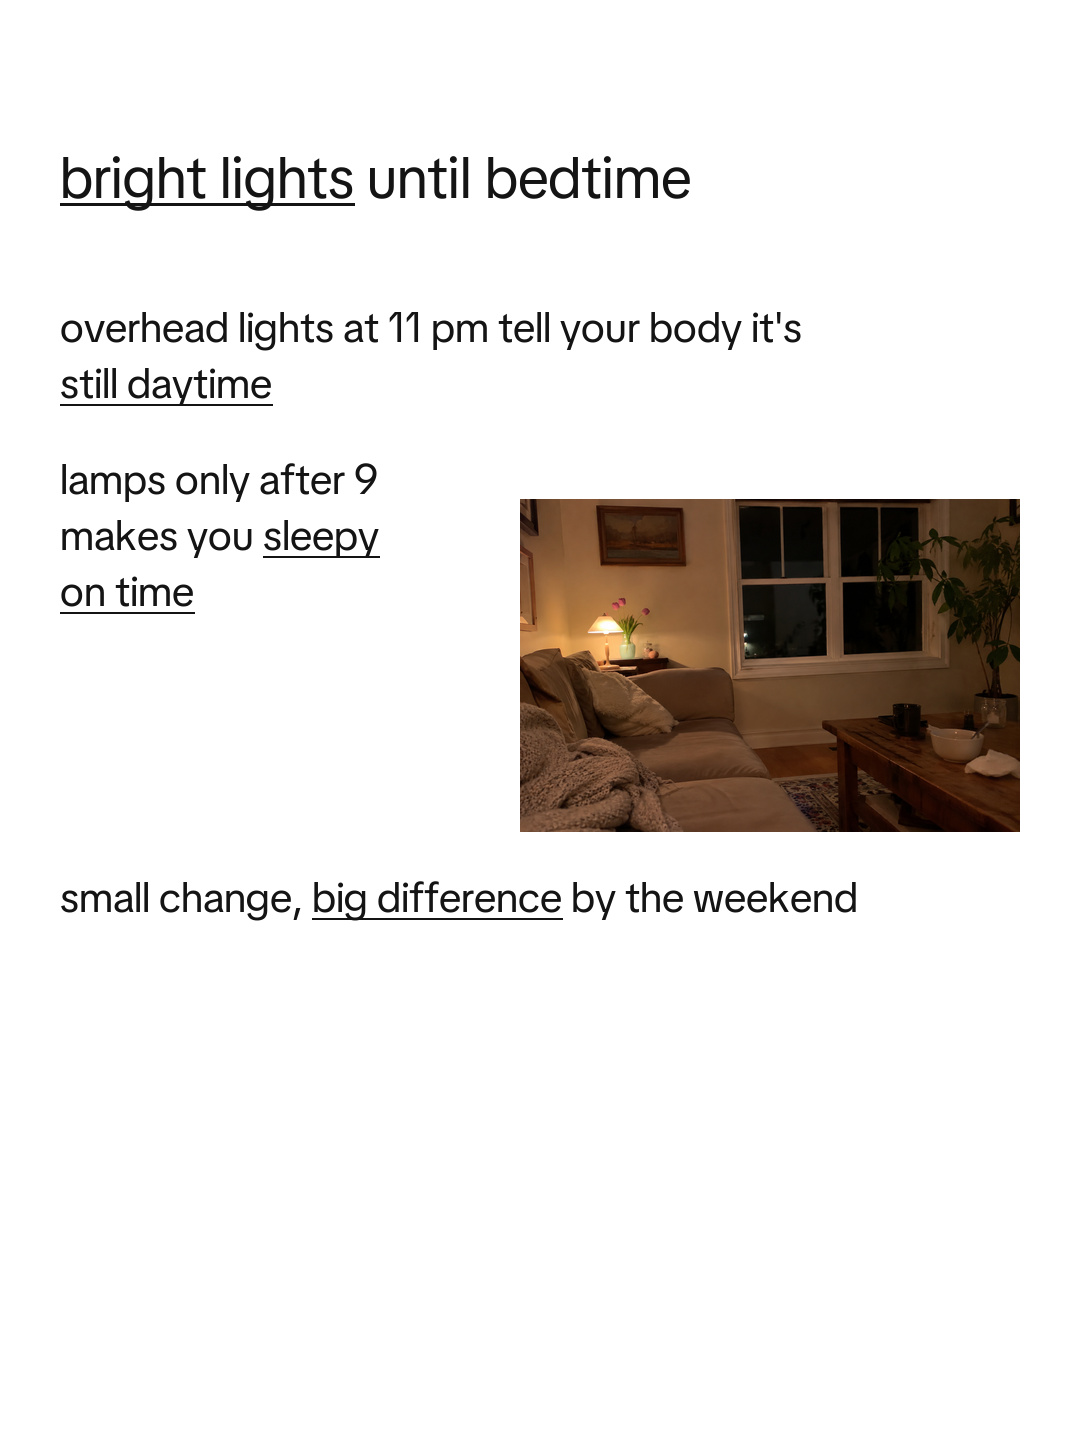 bright lights until bedtime
overhead lights at 11 pm tell your body it's
still daytime
lamps only after 9
makes you sleepy
on time
small change, big difference by the weekend